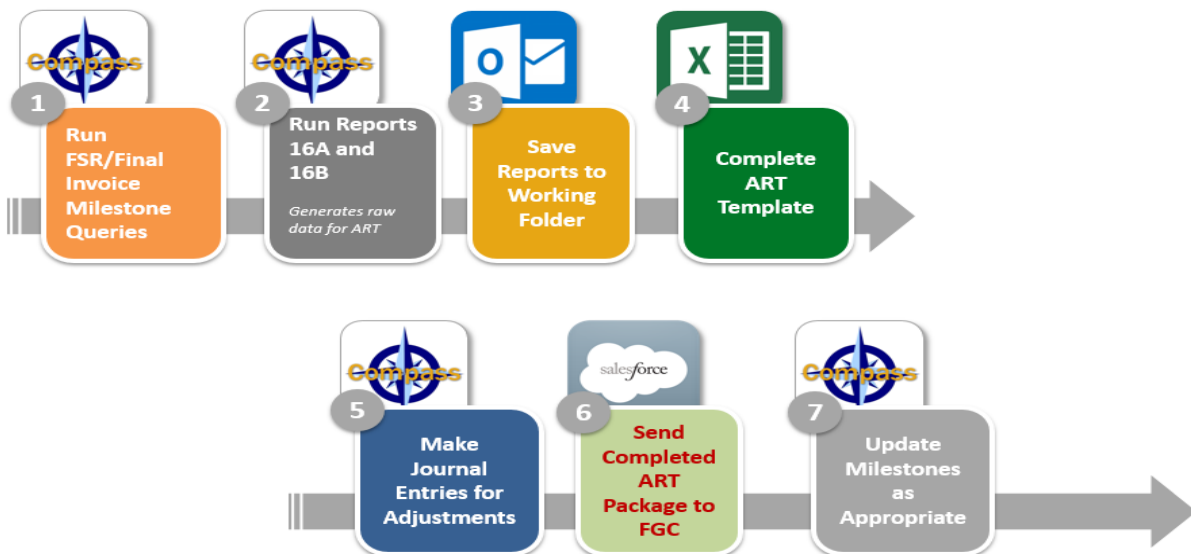 Compass
1
Run
FSR/Final
Invoice
Milestone
Queries
Compass
2
Run Reports
16A and
16B
Generates raw
data for ART
O
3
Save
Reports to
Working
Folder
X
4
Complete
ART
Template
Compass
5
Make
Journal
Entries for
Adjustments
salesforce
6
Send
Completed
ART
Package to
FGC
Compass
7
Update
Milestones
as
Appropriate